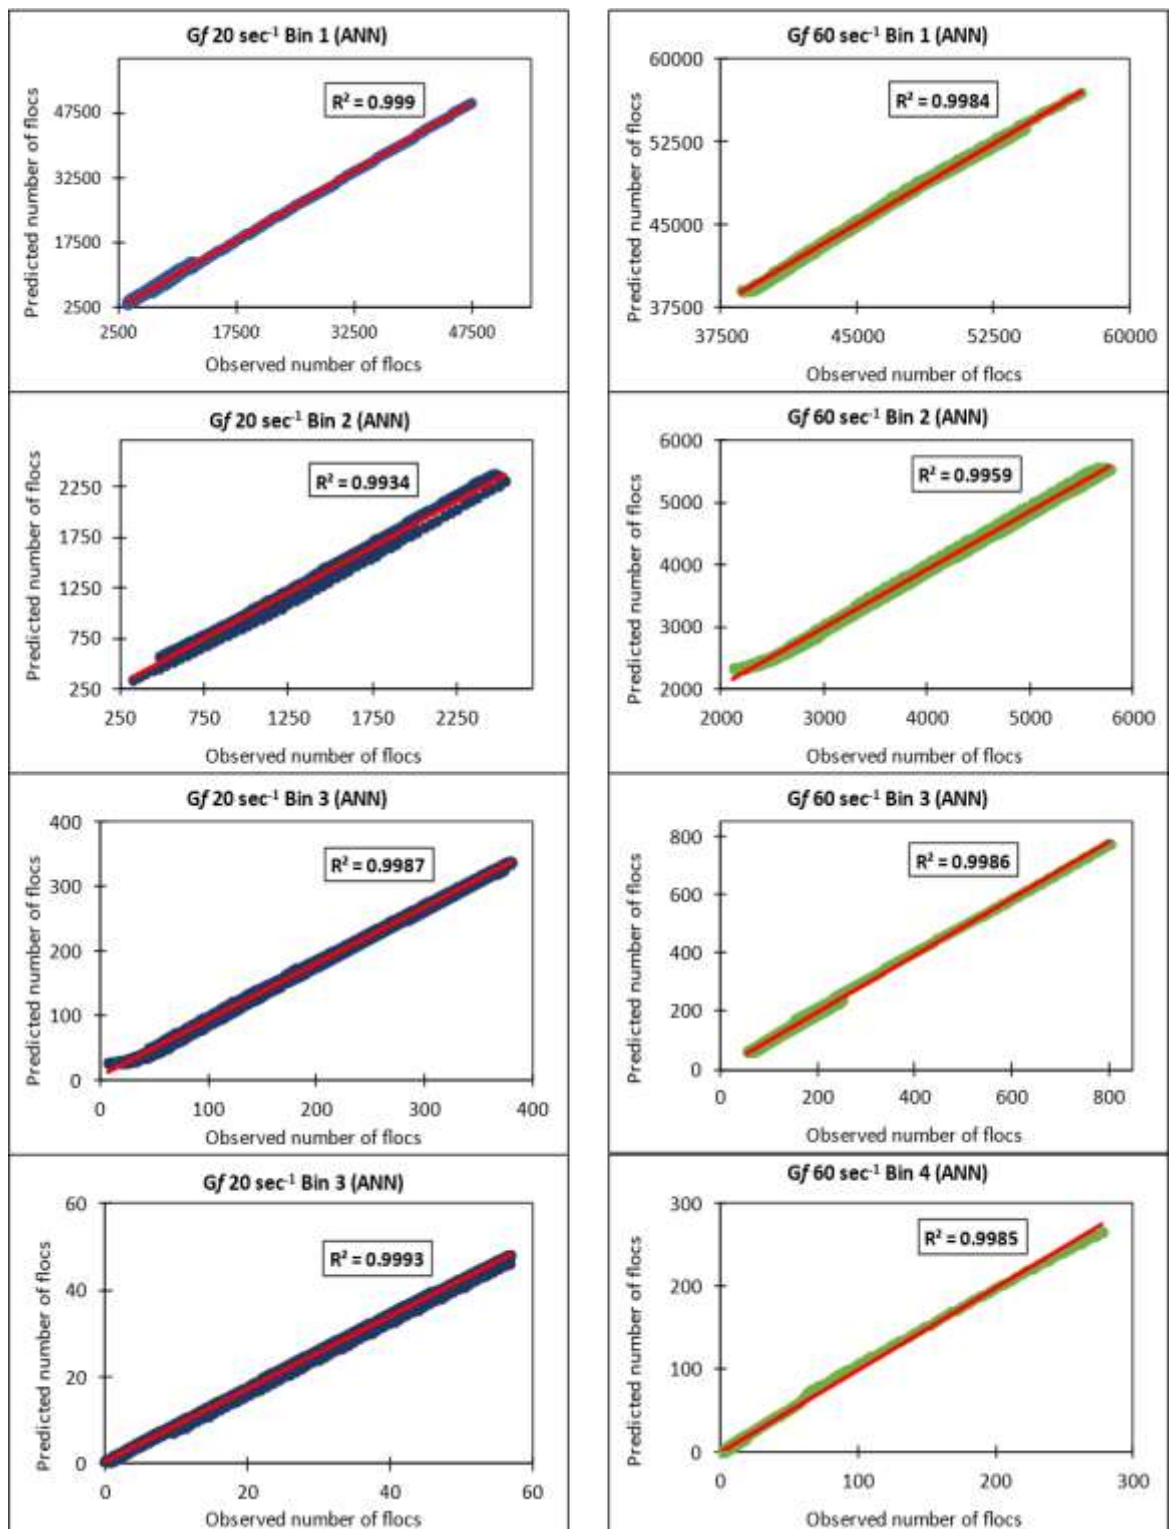 Gf 20 sec-1 Bin 1 (ANN)
R² = 0.999
Predicted number of flocs
47500
32500
17500
2500
2500 17500 32500 47500
Observed number of flocs
Gf 60 sec-1 Bin 1 (ANN)
R² = 0.9984
Predicted number of flocs
60000
52500
45000
37500
37500 45000 52500 60000
Observed number of flocs
Gf 20 sec-1 Bin 2 (ANN)
R² = 0.9934
Predicted number of flocs
2250
1750
1250
750
250
250 750 1250 1750 2250
Observed number of flocs
Gf 60 sec-1 Bin 2 (ANN)
R² = 0.9959
Predicted number of flocs
6000
5000
4000
3000
2000
2000 3000 4000 5000 6000
Observed number of flocs
Gf 20 sec-1 Bin 3 (ANN)
R² = 0.9987
Predicted number of flocs
400
300
200
100
0
0 100 200 300 400
Observed number of flocs
Gf 60 sec-1 Bin 3 (ANN)
R² = 0.9986
Predicted number of flocs
800
600
400
200
0
0 200 400 600 800
Observed number of flocs
Gf 20 sec-1 Bin 3 (ANN)
R² = 0.9993
Predicted number of flocs
60
40
20
0
0 20 40 60
Observed number of flocs
Gf 60 sec-1 Bin 4 (ANN)
R² = 0.9985
Predicted number of flocs
300
200
100
0
0 100 200 300
Observed number of flocs